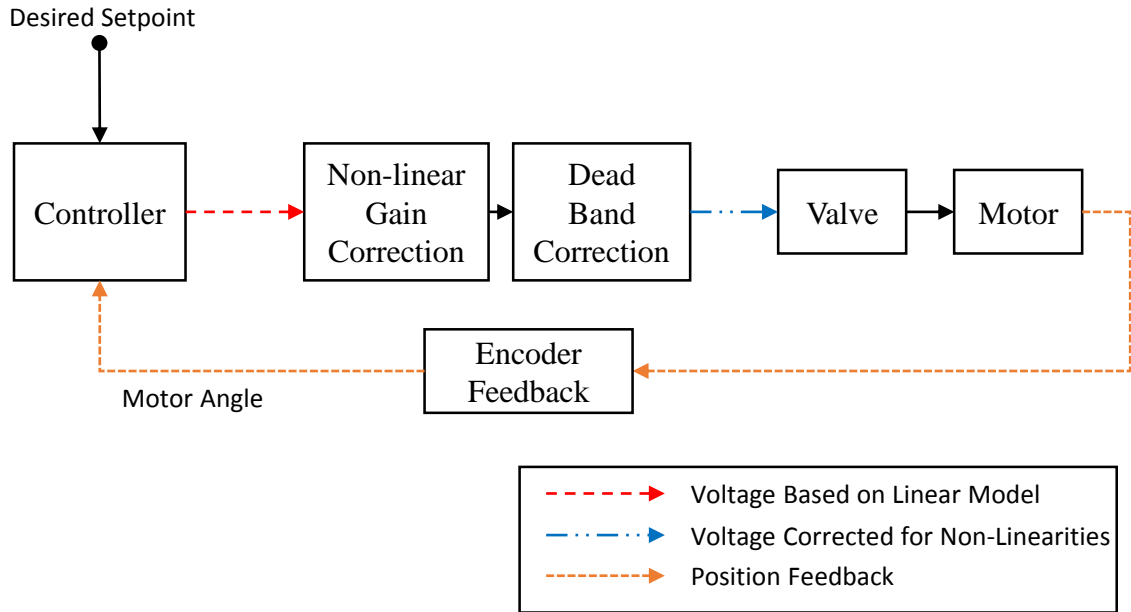 Desired Setpoint
Controller
Non-linear
Gain
Correction
Dead
Band
Correction
Valve
Motor
Encoder
Feedback
Motor Angle
Voltage Based on Linear Model
Voltage Corrected for Non-Linearities
Position Feedback